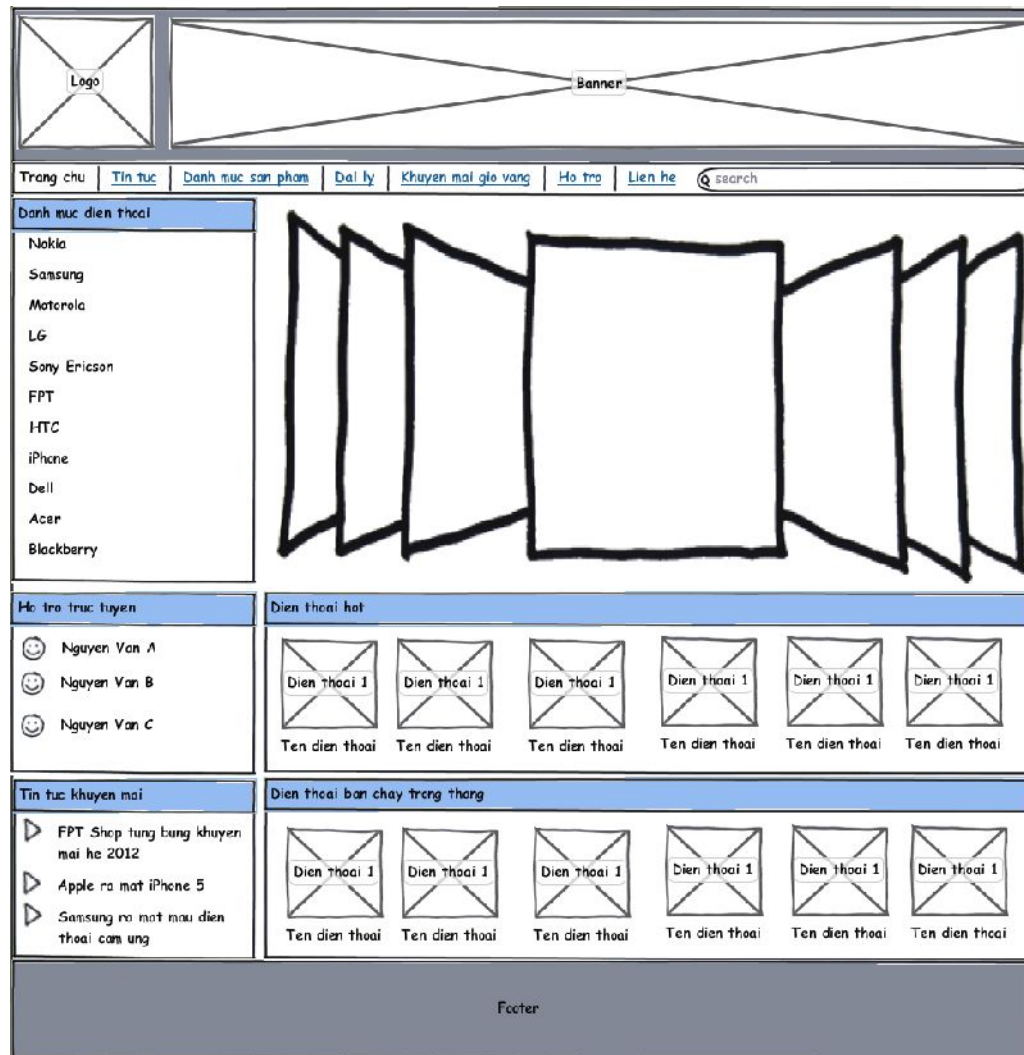 Logo
Banner
Trang chu Tin tuc Danh muc san pham Dai ly Khuyen mai gio vang Ho tro Lien he search
Danh muc dien thoai
Nokia
Samsung
Motorola
LG
Sony Ericson
FPT
HTC
iPhone
Dell
Acer
Blackberry
Ho tro truc tuyen
Nguyen Van A
Nguyen Van B
Nguyen Van C
Dien thoai hot
Dien thoai 1 Dien thoai 1 Dien thoai 1 Dien thoai 1 Dien thoai 1 Dien thoai 1
Ten dien thoai Ten dien thoai Ten dien thoai Ten dien thoai Ten dien thoai Ten dien thoai
Tin tuc khuyen mai
FPT Shop tung bung khuyen
mai he 2012
Apple ra mat iPhone 5
Samsung ra mat mau dien
thoai cam ung
Dien thoai ban chay trong thang
Dien thoai 1 Dien thoai 1 Dien thoai 1 Dien thoai 1 Dien thoai 1 Dien thoai 1
Ten dien thoai Ten dien thoai Ten dien thoai Ten dien thoai Ten dien thoai Ten dien thoai
Footer